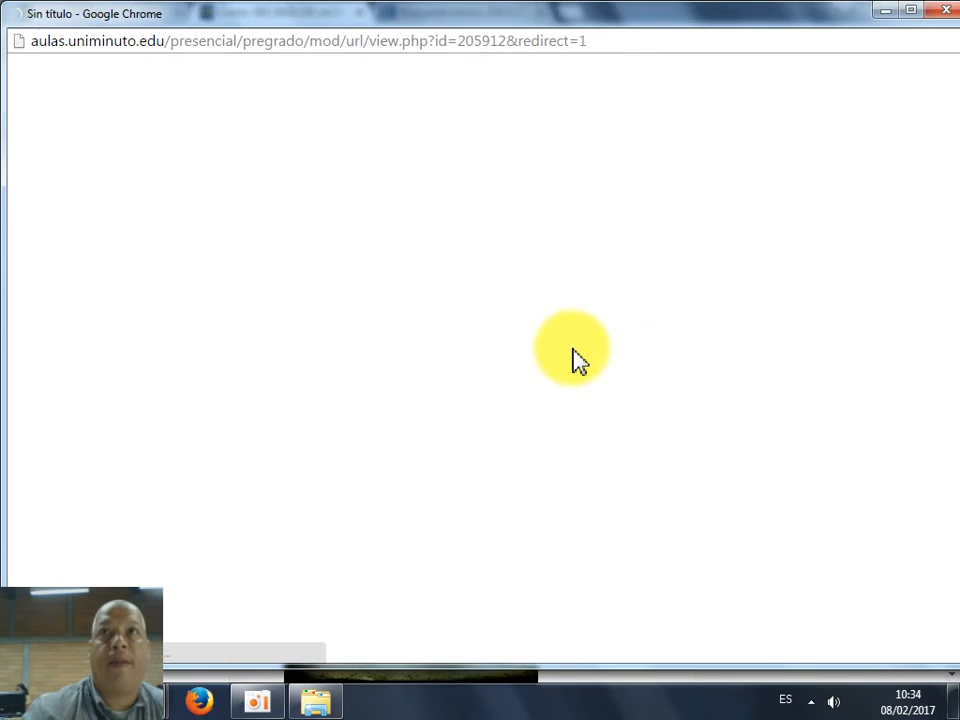 Sin título - Google Chrome
aulas.uniminuto.edu/presencial/pregrado/mod/url/view.php?id=205912&redirect=1
ES
10:34
08/02/2017